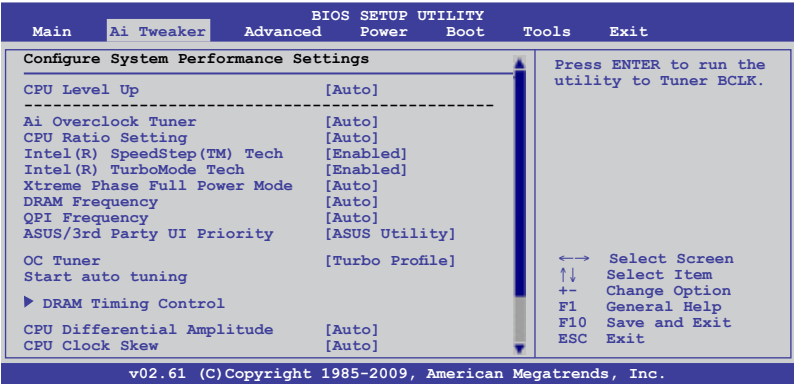 BIOS SETUP UTILITY
Main Ai Tweaker Advanced Power Boot Tools Exit
Configure System Performance Settings
CPU Level Up [Auto]
------------------------------------------------------
Ai Overclock Tuner [Auto]
CPU Ratio Setting [Auto]
Intel(R) SpeedStep(TM) Tech [Enabled]
Intel(R) TurboMode Tech [Enabled]
Xtreme Phase Full Power Mode [Auto]
DRAM Frequency [Auto]
QPI Frequency [Auto]
ASUS/3rd Party UI Priority [ASUS Utility]
OC Tuner [Turbo Profile]
Start auto tuning
DRAM Timing Control
CPU Differential Amplitude [Auto]
CPU Clock Skew [Auto]
Press ENTER to run the
utility to Tuner BCLK.
←→ Select Screen
↑↓ Select Item
+- Change Option
F1 General Help
F10 Save and Exit
ESC Exit
v02.61 (C)Copyright 1985-2009, American Megatrends, Inc.